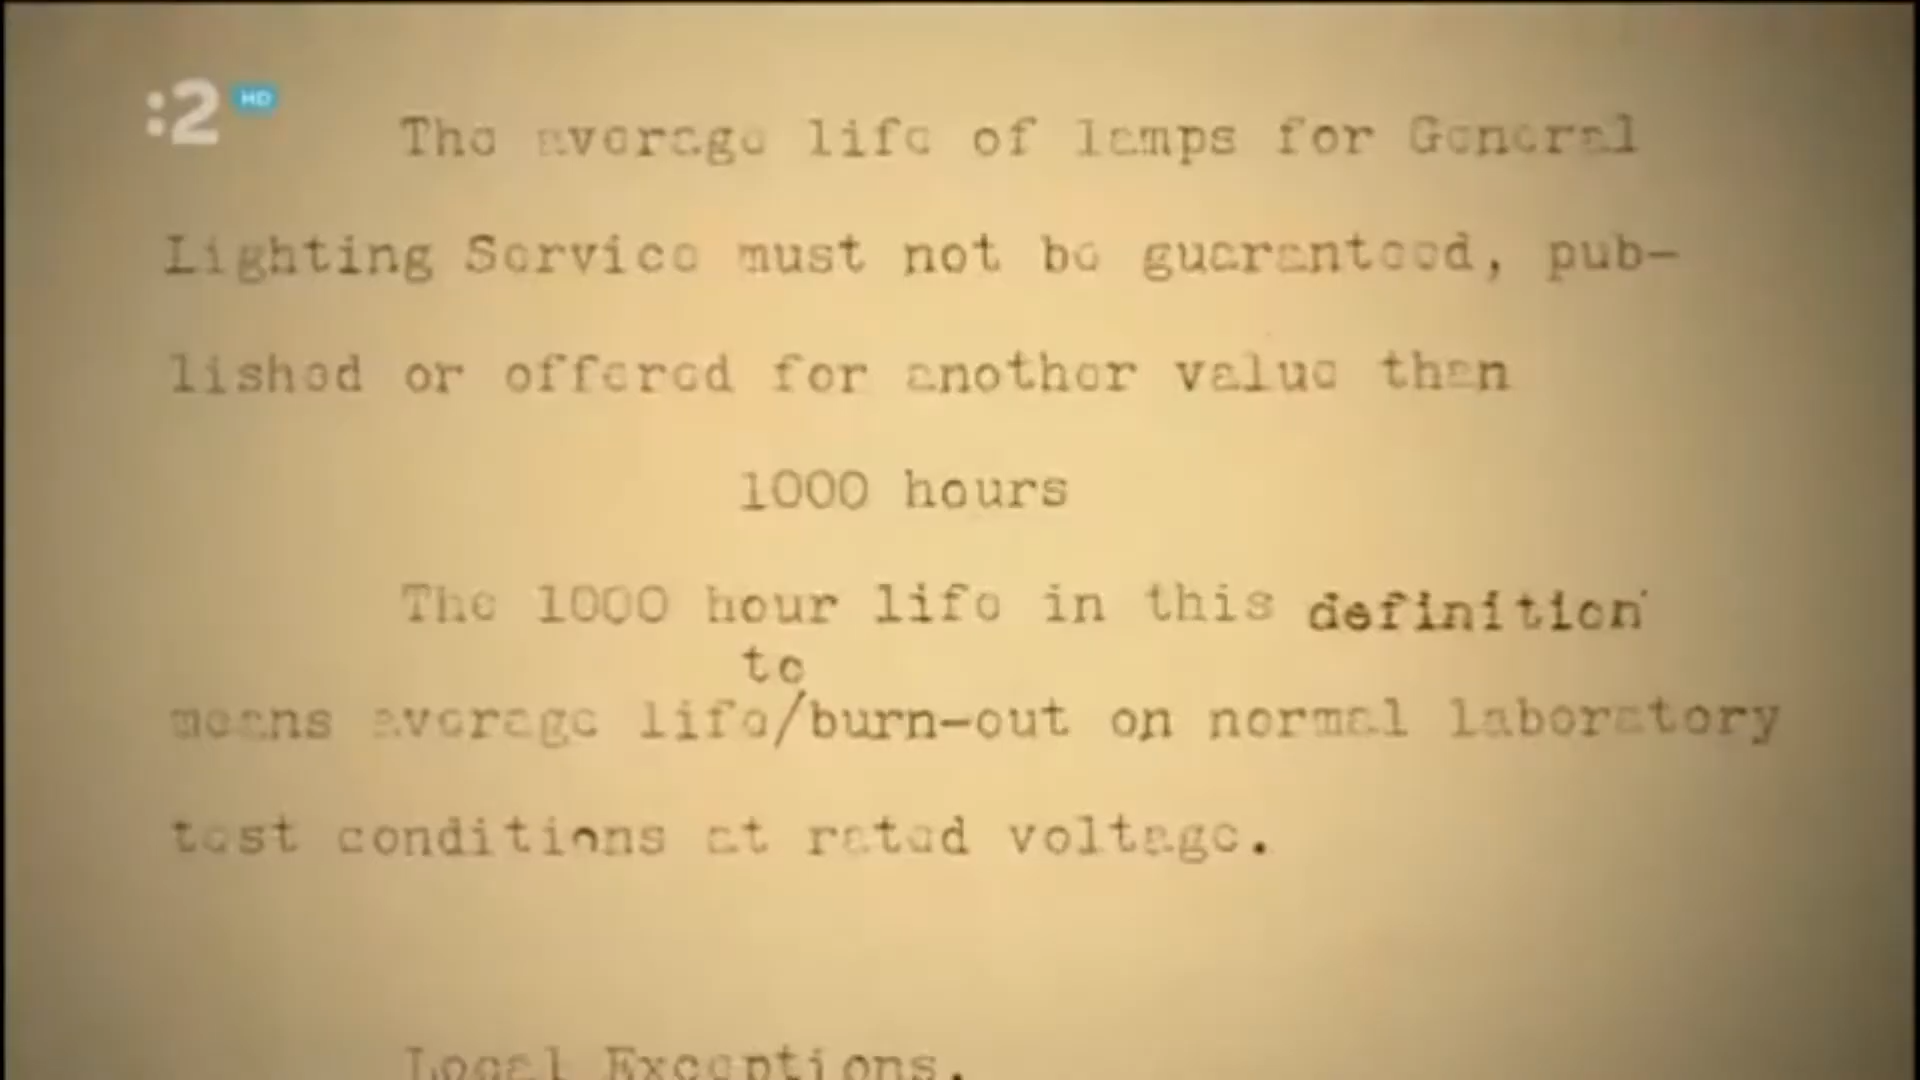 :2 HD
The average life of lamps for General
Lighting Service must not be guaranteed, pub-
lished or offered for another value than
1000 hours
The 1000 hour life in this definition
to
means average life/burn-out on normal laboratory
test conditions at rated voltage.
Local Exceptions.